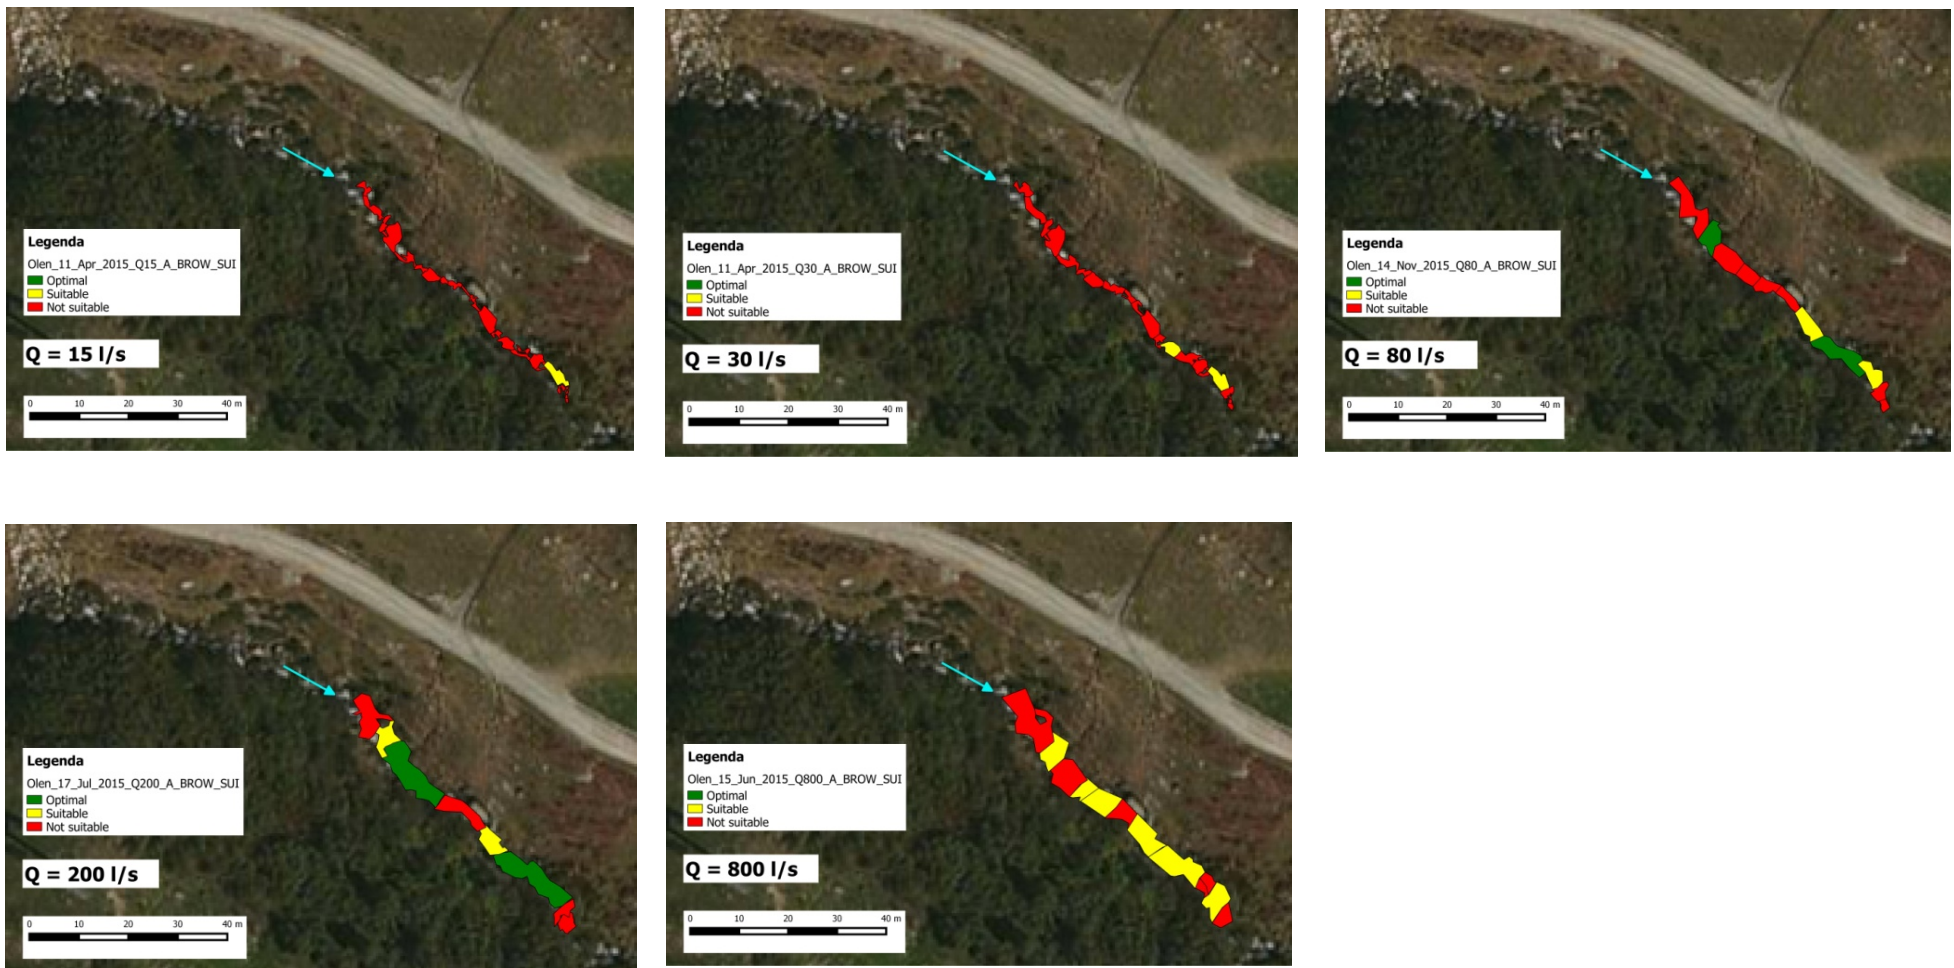 Legenda
Olen_11_Apr_2015_Q15_A_BROW_SUI
Optimal
Suitable
Not suitable
Q = 15 l/s
0 10 20 30 40 m
Legenda
Olen_11_Apr_2015_Q30_A_BROW_SUI
Optimal
Suitable
Not suitable
Q = 30 l/s
0 10 20 30 40 m
Legenda
Olen_14_Nov_2015_Q80_A_BROW_SUI
Optimal
Suitable
Not suitable
Q = 80 l/s
0 10 20 30 40 m
Legenda
Olen_17_Jul_2015_Q200_A_BROW_SUI
Optimal
Suitable
Not suitable
Q = 200 l/s
0 10 20 30 40 m
Legenda
Olen_15_Jun_2015_Q800_A_BROW_SUI
Optimal
Suitable
Not suitable
Q = 800 l/s
0 10 20 30 40 m